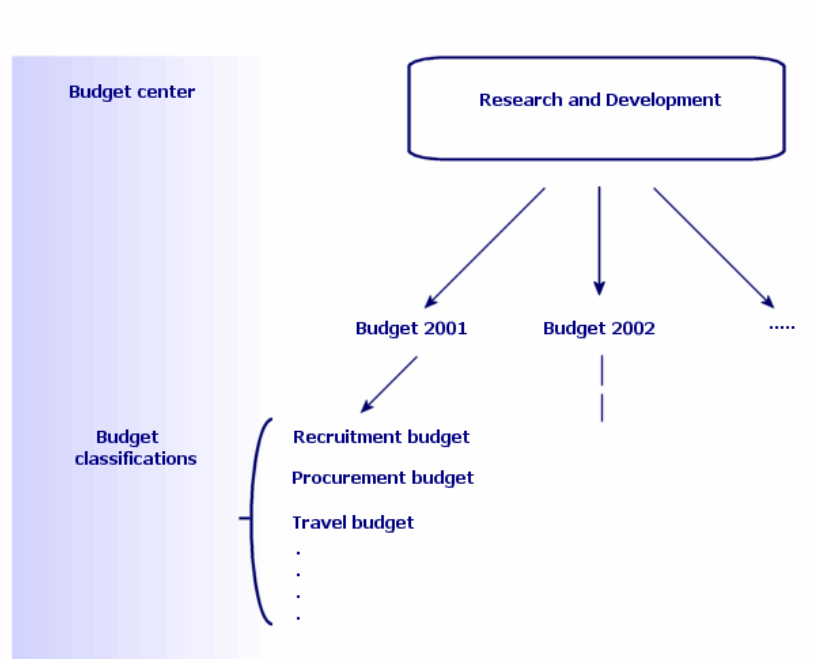 Budget center
Research and Development
Budget 2001
Budget 2002
.....
Budget
classifications
Recruitment budget
Procurement budget
Travel budget
.
.
.
.